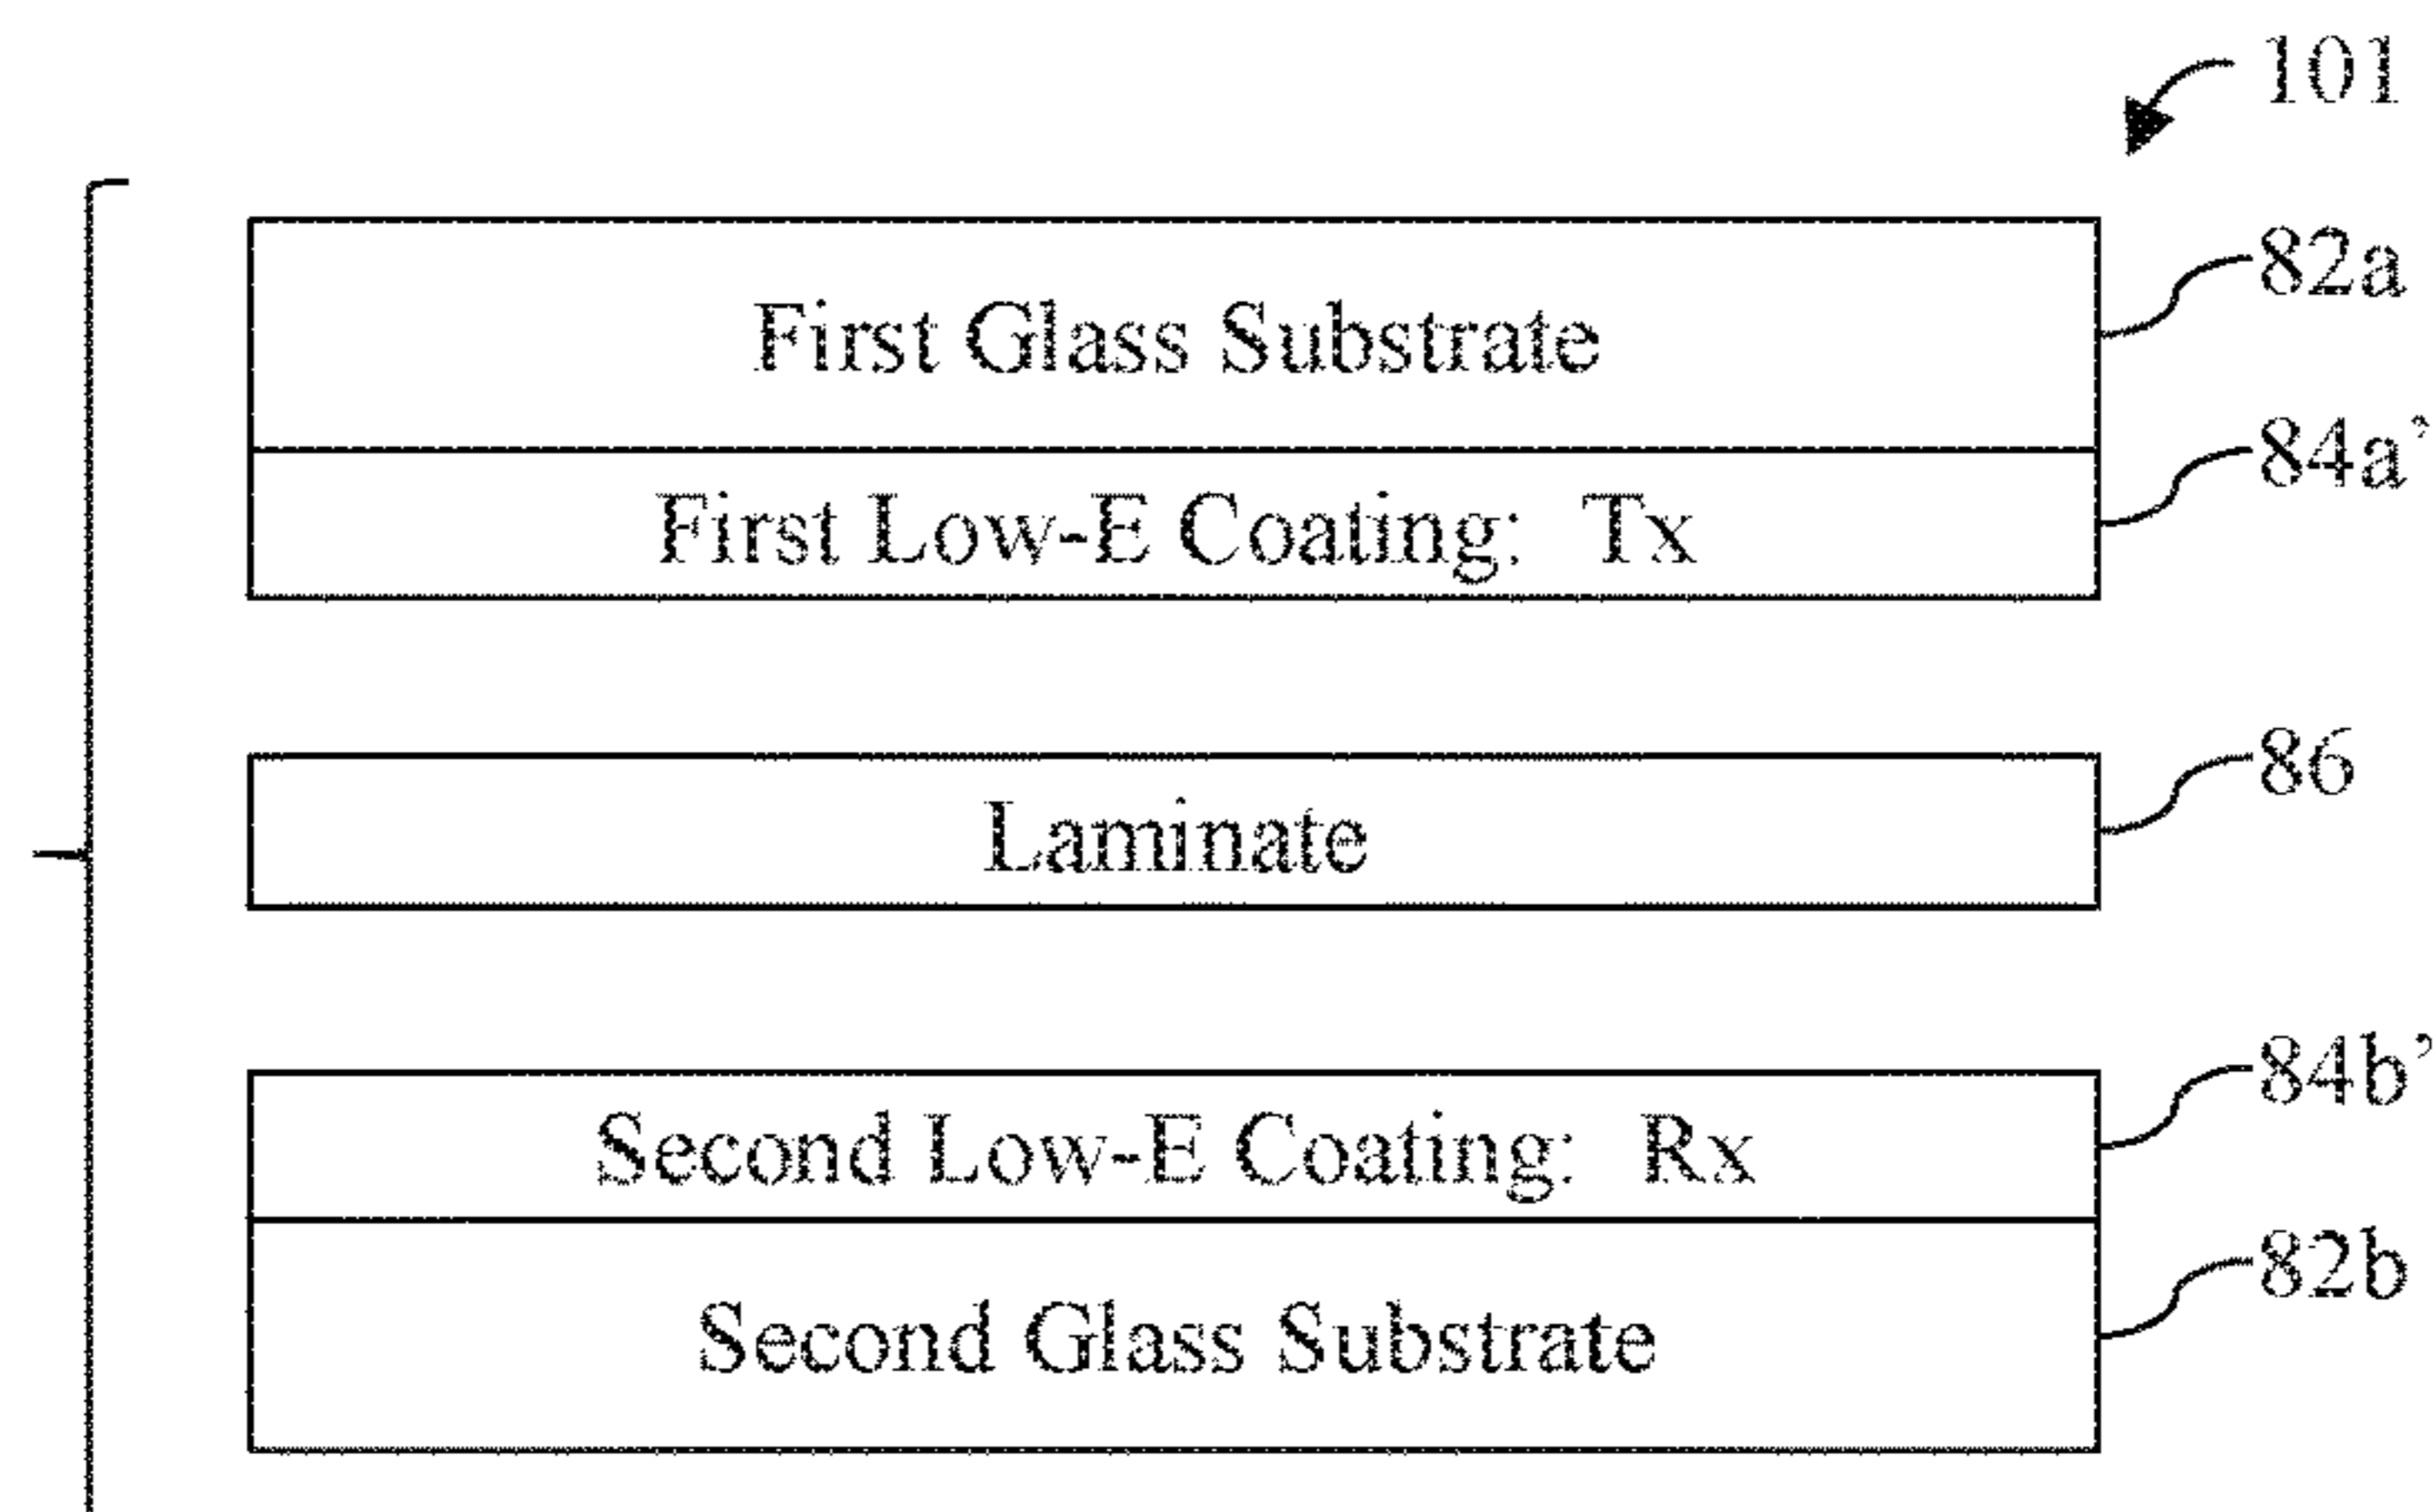 101
82a
First Glass Substrate
84a’
First Low-E Coating: Tx
86
Laminate
84b’
Second Low-E Coating: Rx
82b
Second Glass Substrate